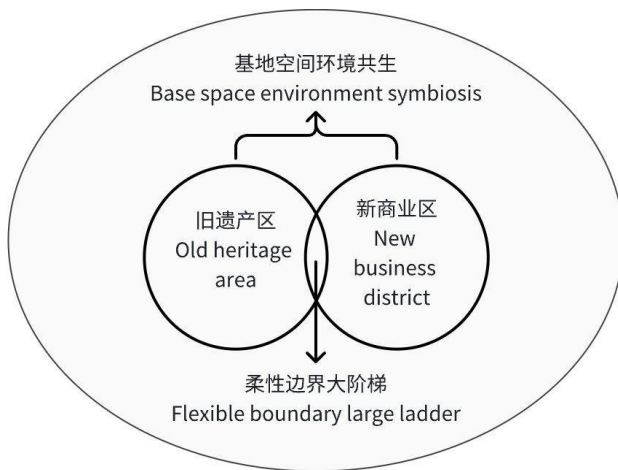 基地空间环境共生
Base space environment symbiosis
旧遗产区
Old heritage
area
新商业区
New
business
district
柔性边界大阶梯
Flexible boundary large ladder